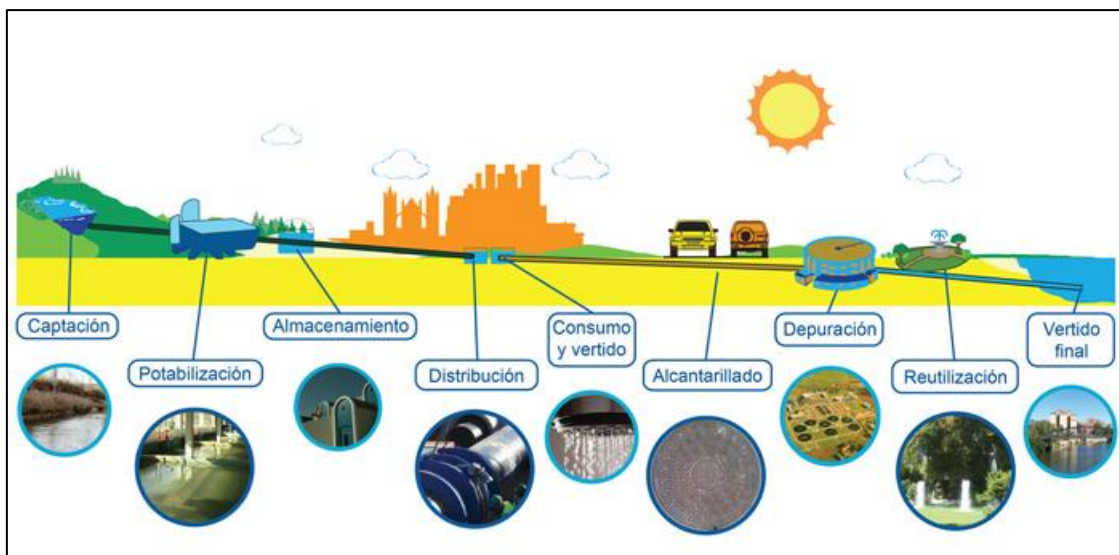 Captación
Potabilización
Almacenamiento
Distribución
Consumo
y vertido
Alcantarillado
Depuración
Reutilización
Vertido
final